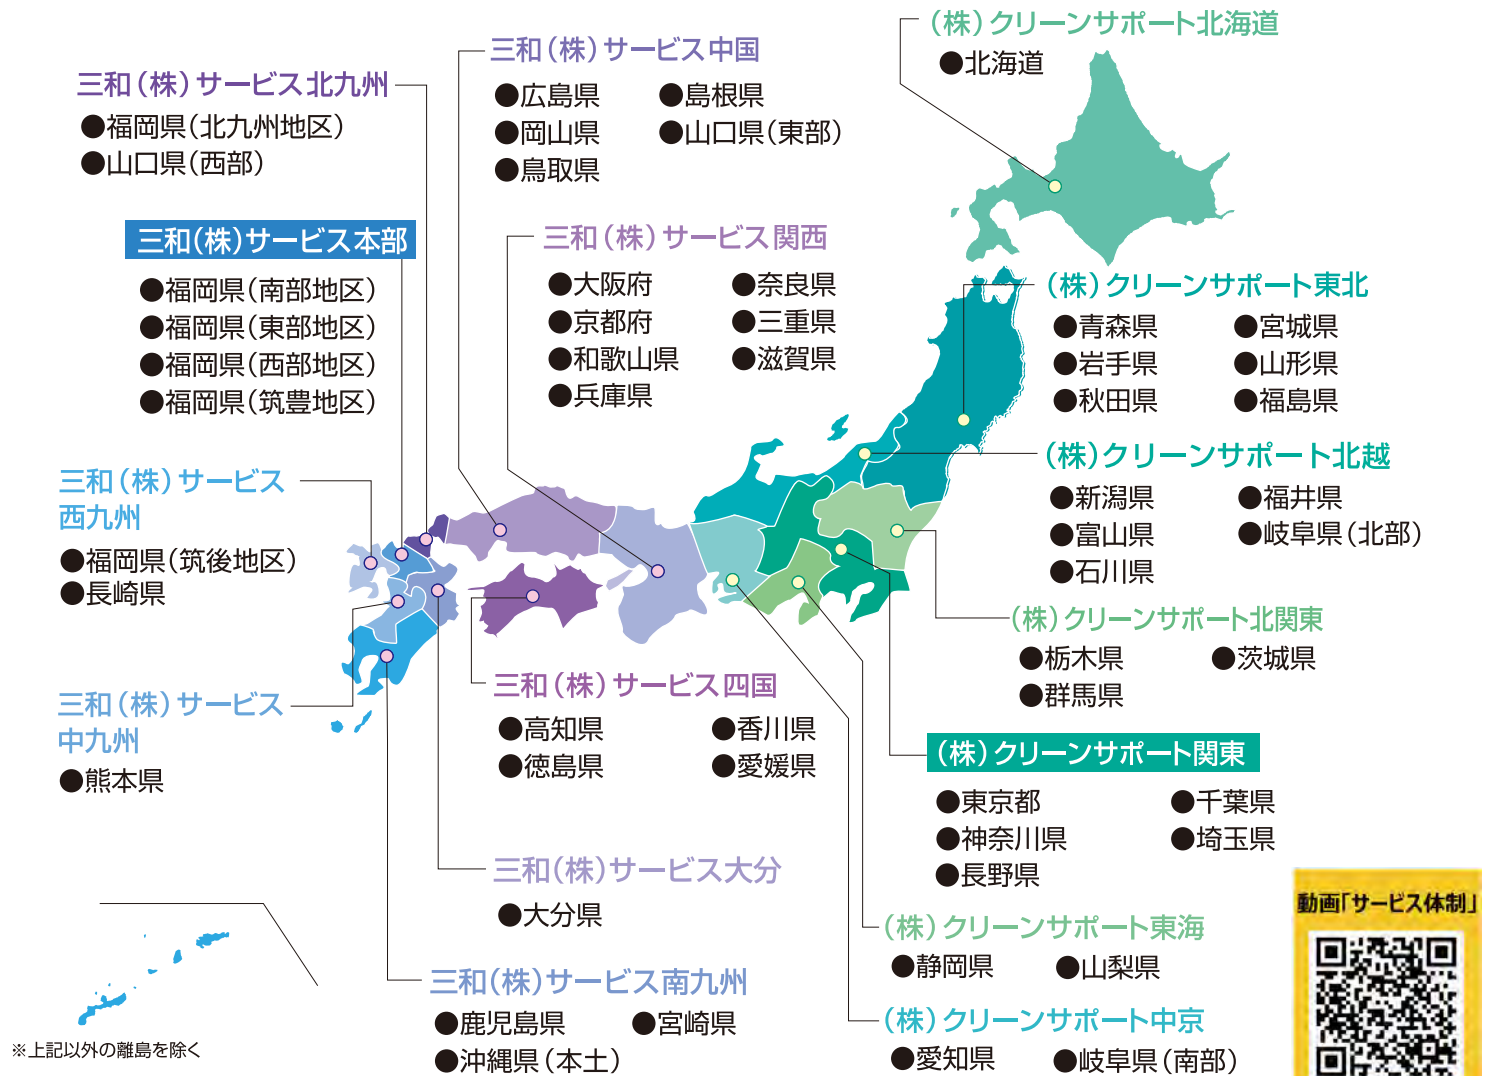 (株)クリーンサポート北海道
●北海道
三和(株)サービス中国
●広島県 ●島根県
●岡山県 ●山口県(東部)
●鳥取県
三和(株)サービス北九州
●福岡県(北九州地区)
●山口県(西部)
三和(株)サービス本部
●福岡県(南部地区)
●福岡県(東部地区)
●福岡県(西部地区)
●福岡県(筑豊地区)
三和(株)サービス関西
●大阪府 ●奈良県
●京都府 ●三重県
●和歌山県 ●滋賀県
●兵庫県
(株)クリーンサポート東北
●青森県 ●宮城県
●岩手県 ●山形県
●秋田県 ●福島県
(株)クリーンサポート北越
●新潟県 ●福井県
●富山県 ●岐阜県(北部)
●石川県
三和(株)サービス
西九州
●福岡県(筑後地区)
●長崎県
(株)クリーンサポート北関東
●栃木県 ●茨城県
●群馬県
三和(株)サービス四国
●高知県 ●香川県
●徳島県 ●愛媛県
三和(株)サービス
中九州
●熊本県
(株)クリーンサポート関東
●東京都 ●千葉県
●神奈川県 ●埼玉県
●長野県
三和(株)サービス大分
●大分県
(株)クリーンサポート東海
●静岡県 ●山梨県
三和(株)サービス南九州
●鹿児島県 ●宮崎県
●沖縄県(本土)
(株)クリーンサポート中京
●愛知県 ●岐阜県(南部)
動画「サービス体制」
※上記以外の離島を除く